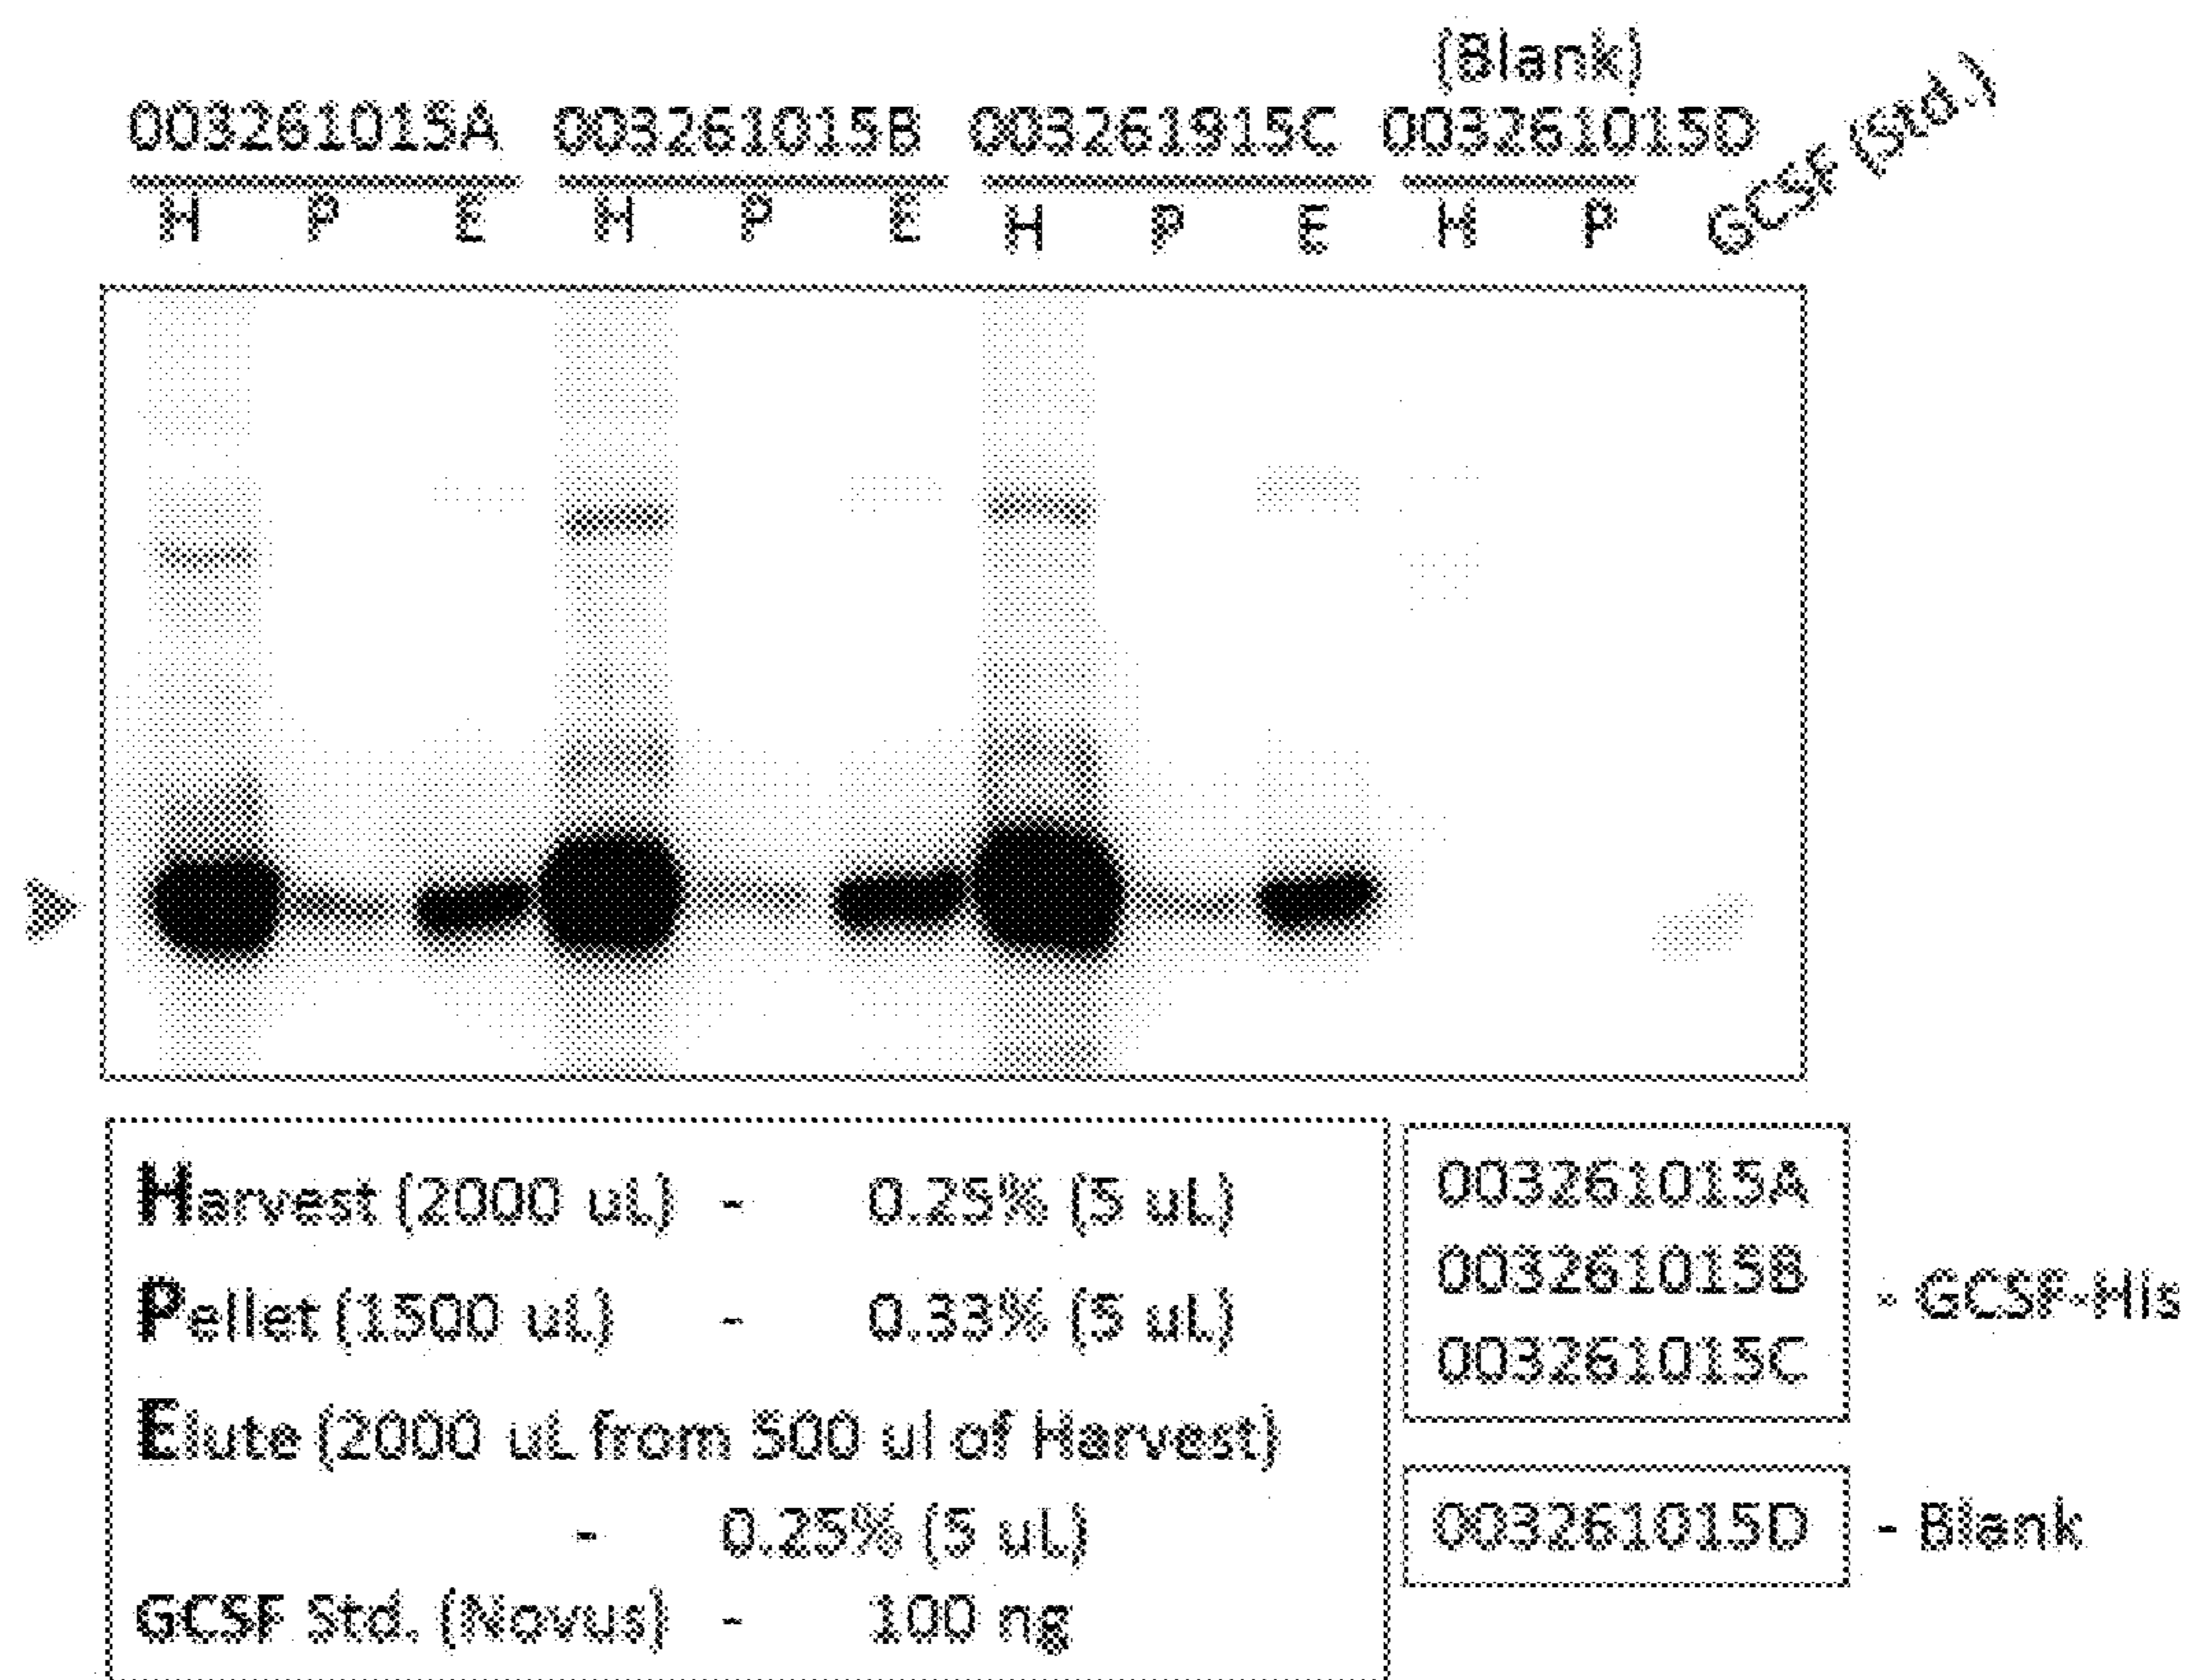 (Blank)
003261015A 003261015B 003261915C 003261015D GCSF (Std.)
H P E H P E H P E H P
Harvest (2000 uL) - 0.25% (5 uL)
Pellet (1500 uL) - 0.33% (5 uL)
Elute (2000 uL from 500 ul of Harvest)
- 0.25% (5 uL)
GCSF Std. (Novus) - 100 ng
003261015A
003261015B
003261015C
- GCSF-His
003261015D - Blank